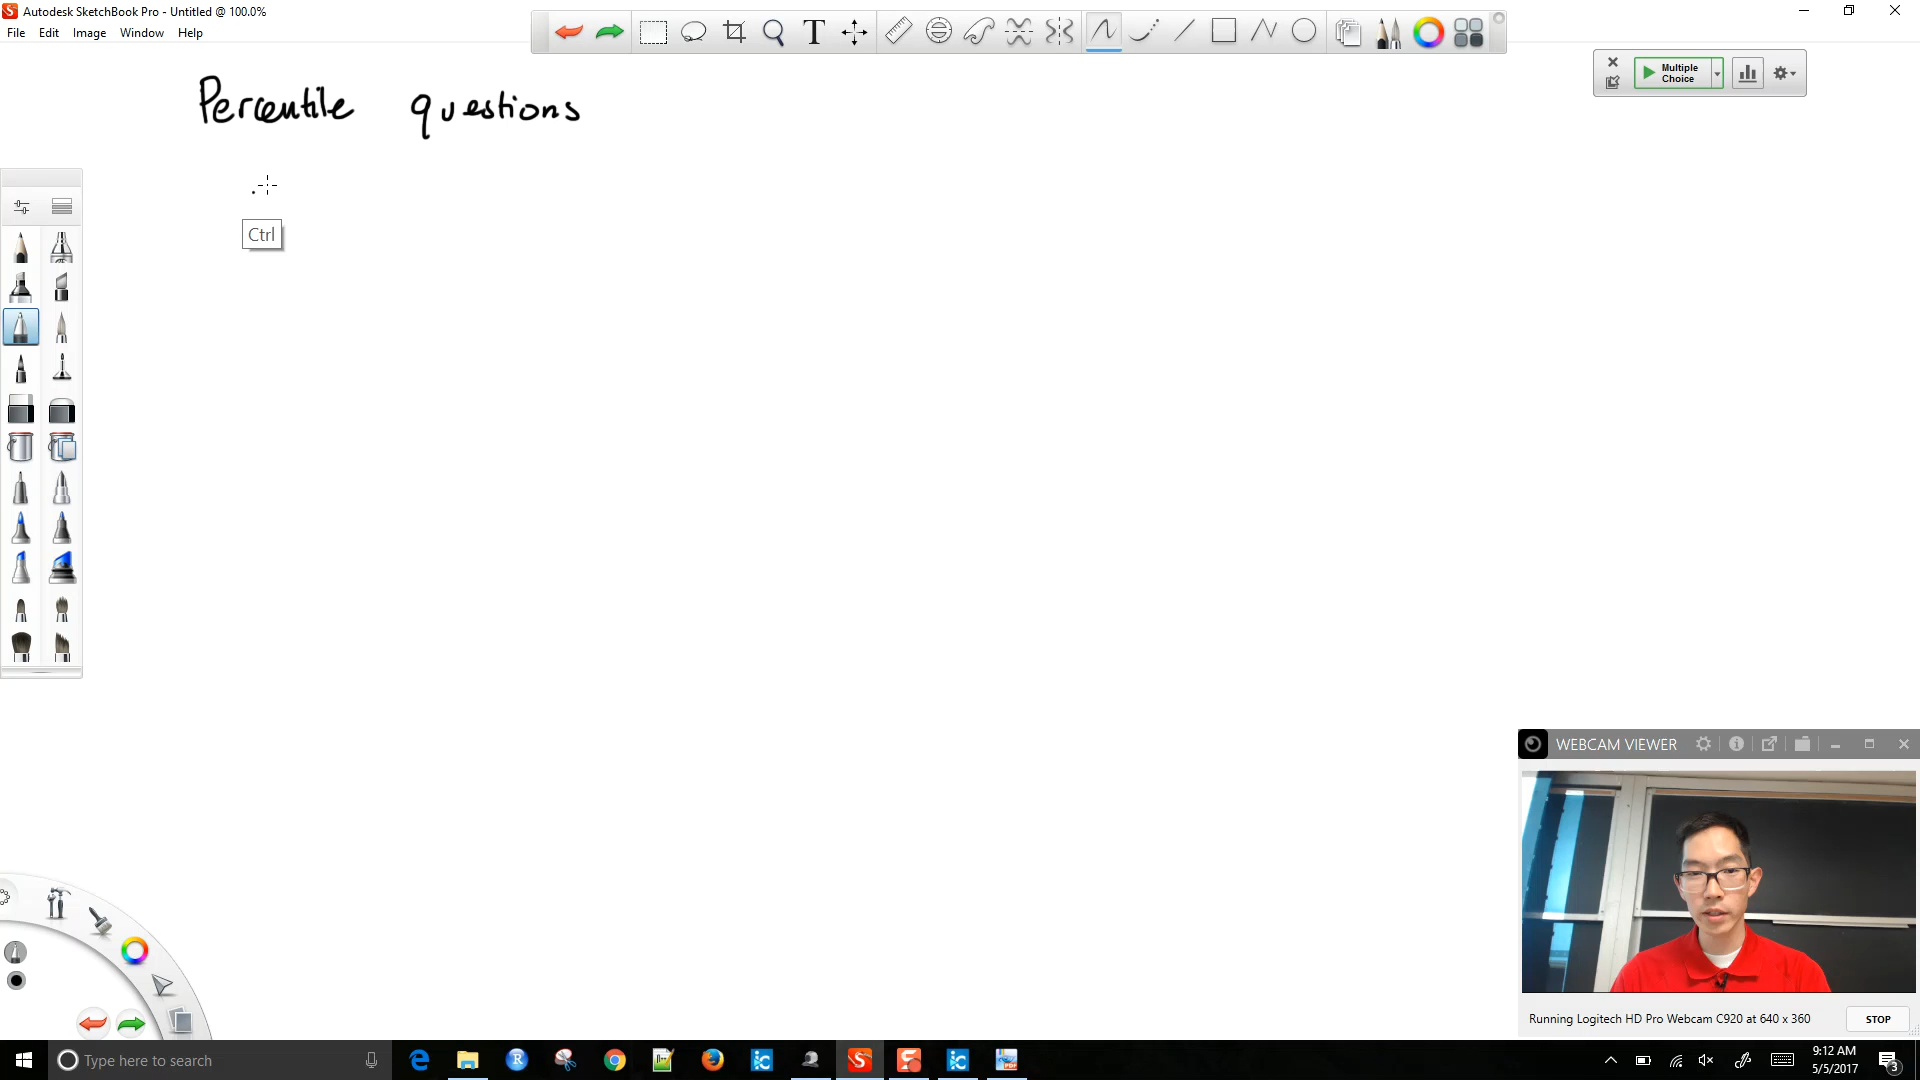 Autodesk SketchBook Pro - Untitled @ 100.0%
File Edit Image Window Help
T
Multiple
Choice
Percentile questions
Ctrl
WEBCAM VIEWER
Running Logitech HD Pro Webcam C920 at 640 x 360
STOP
Type here to search
9:12 AM
5/5/2017
3